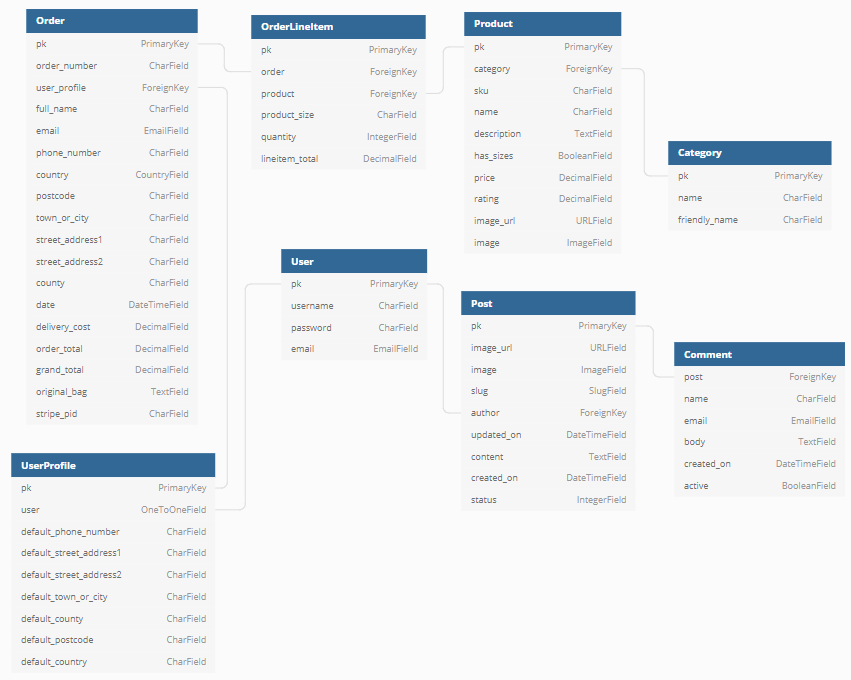 Order
pk PrimaryKey
order_number CharField
user_profile ForeignKey
full_name CharField
email EmailFielld
phone_number CharField
country CountryField
postcode CharField
town_or_city CharField
street_address1 CharField
street_address2 CharField
county CharField
date DateTimeField
delivery_cost DecimalField
order_total DecimalField
grand_total DecimalField
original_bag TextField
stripe_pid CharField
OrderLineItem
pk PrimaryKey
order ForeignKey
product ForeignKey
product_size CharField
quantity IntegerField
lineitem_total DecimalField
Product
pk PrimaryKey
category ForeignKey
sku CharField
name CharField
description TextField
has_sizes BooleanField
price DecimalField
rating DecimalField
image_url URLField
image ImageField
Category
pk PrimaryKey
name CharField
friendly_name CharField
User
pk PrimaryKey
username CharField
password CharField
email EmailFielld
Post
pk PrimaryKey
image_url URLField
image ImageField
slug SlugField
author ForeignKey
updated_on DateTimeField
content TextField
created_on DateTimeField
status IntegerField
Comment
post ForeignKey
name CharField
email EmailFielld
body TextField
created_on DateTimeField
active BooleanField
UserProfile
pk PrimaryKey
user OneToOneField
default_phone_number CharField
default_street_address1 CharField
default_street_address2 CharField
default_town_or_city CharField
default_county CharField
default_postcode CharField
default_country CharField